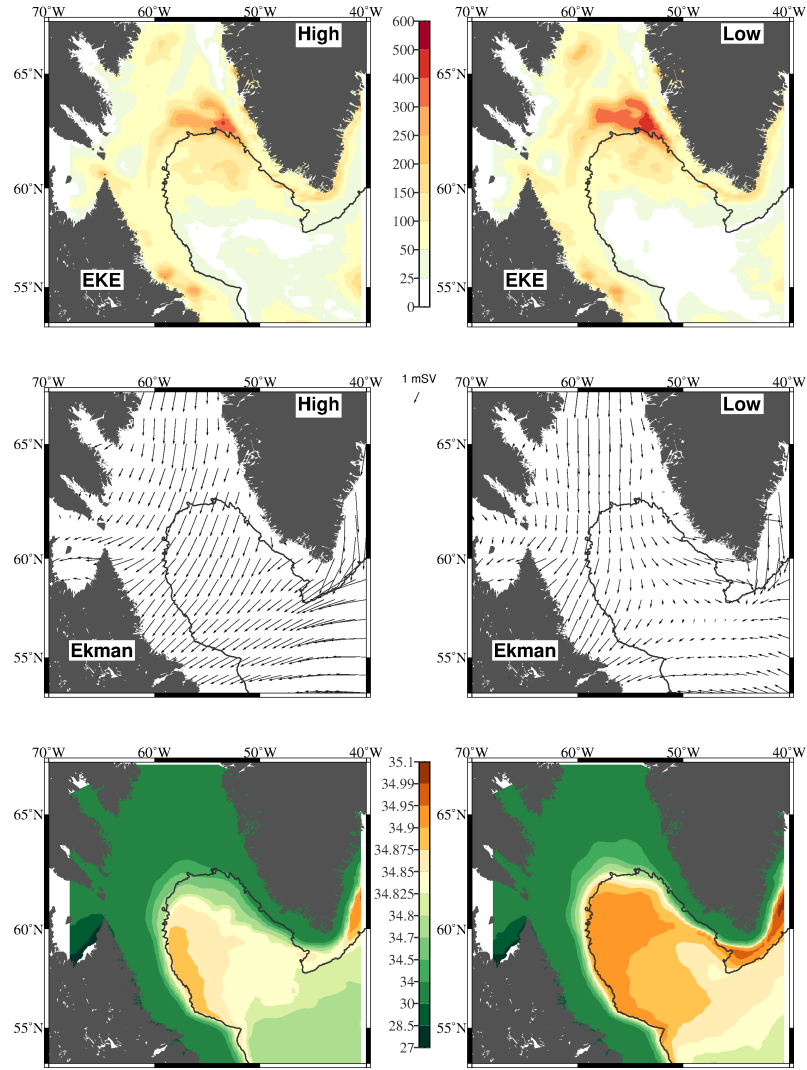 High
Low
EKE
EKE
600
500
400
300
250
200
150
100
50
25
0
65°N
60°N
55°N
65°N
60°N
55°N
70°W 60°W 50°W 40°W
70°W 60°W 50°W 40°W
1 mSV
High
Low
Ekman
Ekman
65°N
60°N
55°N
65°N
60°N
55°N
70°W 60°W 50°W 40°W
70°W 60°W 50°W 40°W
35.1
34.99
34.95
34.9
34.875
34.85
34.825
34.8
34.7
34.5
34
30
28.5
27
65°N
60°N
55°N
65°N
60°N
55°N
70°W 60°W 50°W 40°W
70°W 60°W 50°W 40°W